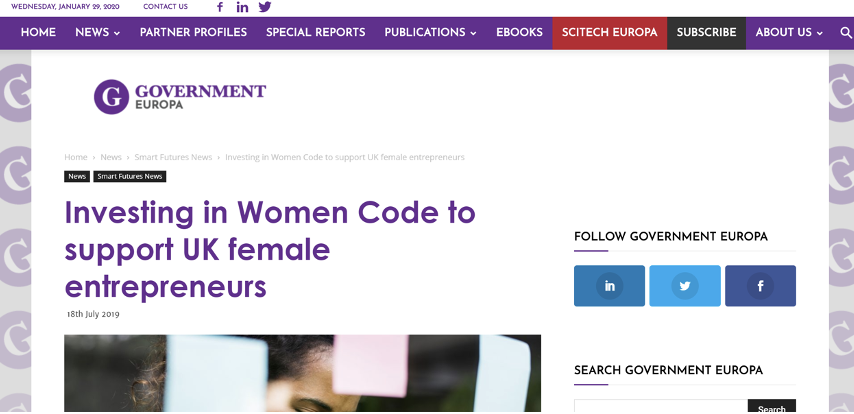 WEDNESDAY, JANUARY 29, 2020 CONTACT US
HOME NEWS PARTNER PROFILES SPECIAL REPORTS PUBLICATIONS EBOOKS SCITECH EUROPA SUBSCRIBE ABOUT US
G GOVERNMENT
EUROPA
Home › News › Smart Futures News › Investing in Women Code to support UK female entrepreneurs
News Smart Futures News
Investing in Women Code to
support UK female
entrepreneurs
18th July 2019
FOLLOW GOVERNMENT EUROPA
SEARCH GOVERNMENT EUROPA
Search